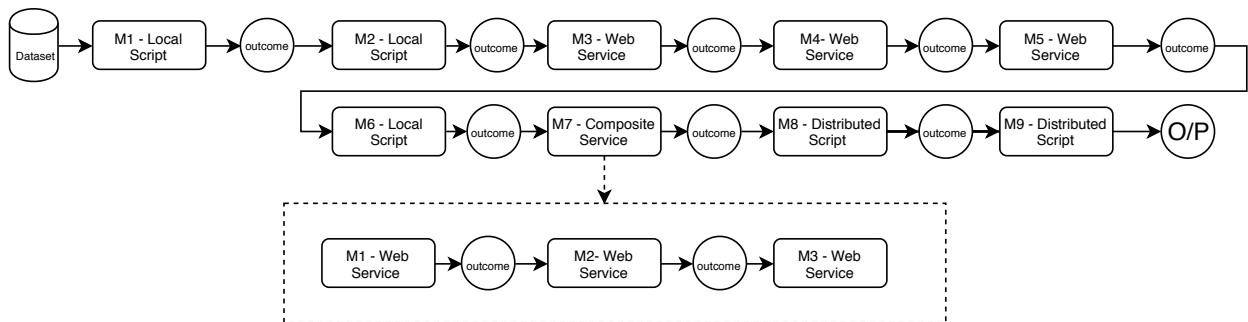 Dataset
M1 - Local
Script
outcome
M2 - Local
Script
outcome
M3 - Web
Service
outcome
M4- Web
Service
outcome
M5 - Web
Service
outcome
M6 - Local
Script
outcome
M7 - Composite
Service
outcome
M8 - Distributed
Script
outcome
M9 - Distributed
Script
O/P
M1 - Web
Service
outcome
M2- Web
Service
outcome
M3 - Web
Service